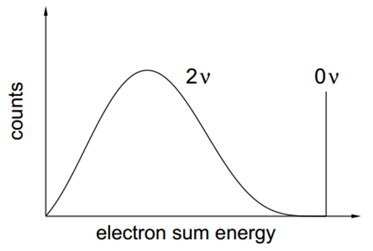 2ν
0ν
counts
electron sum energy